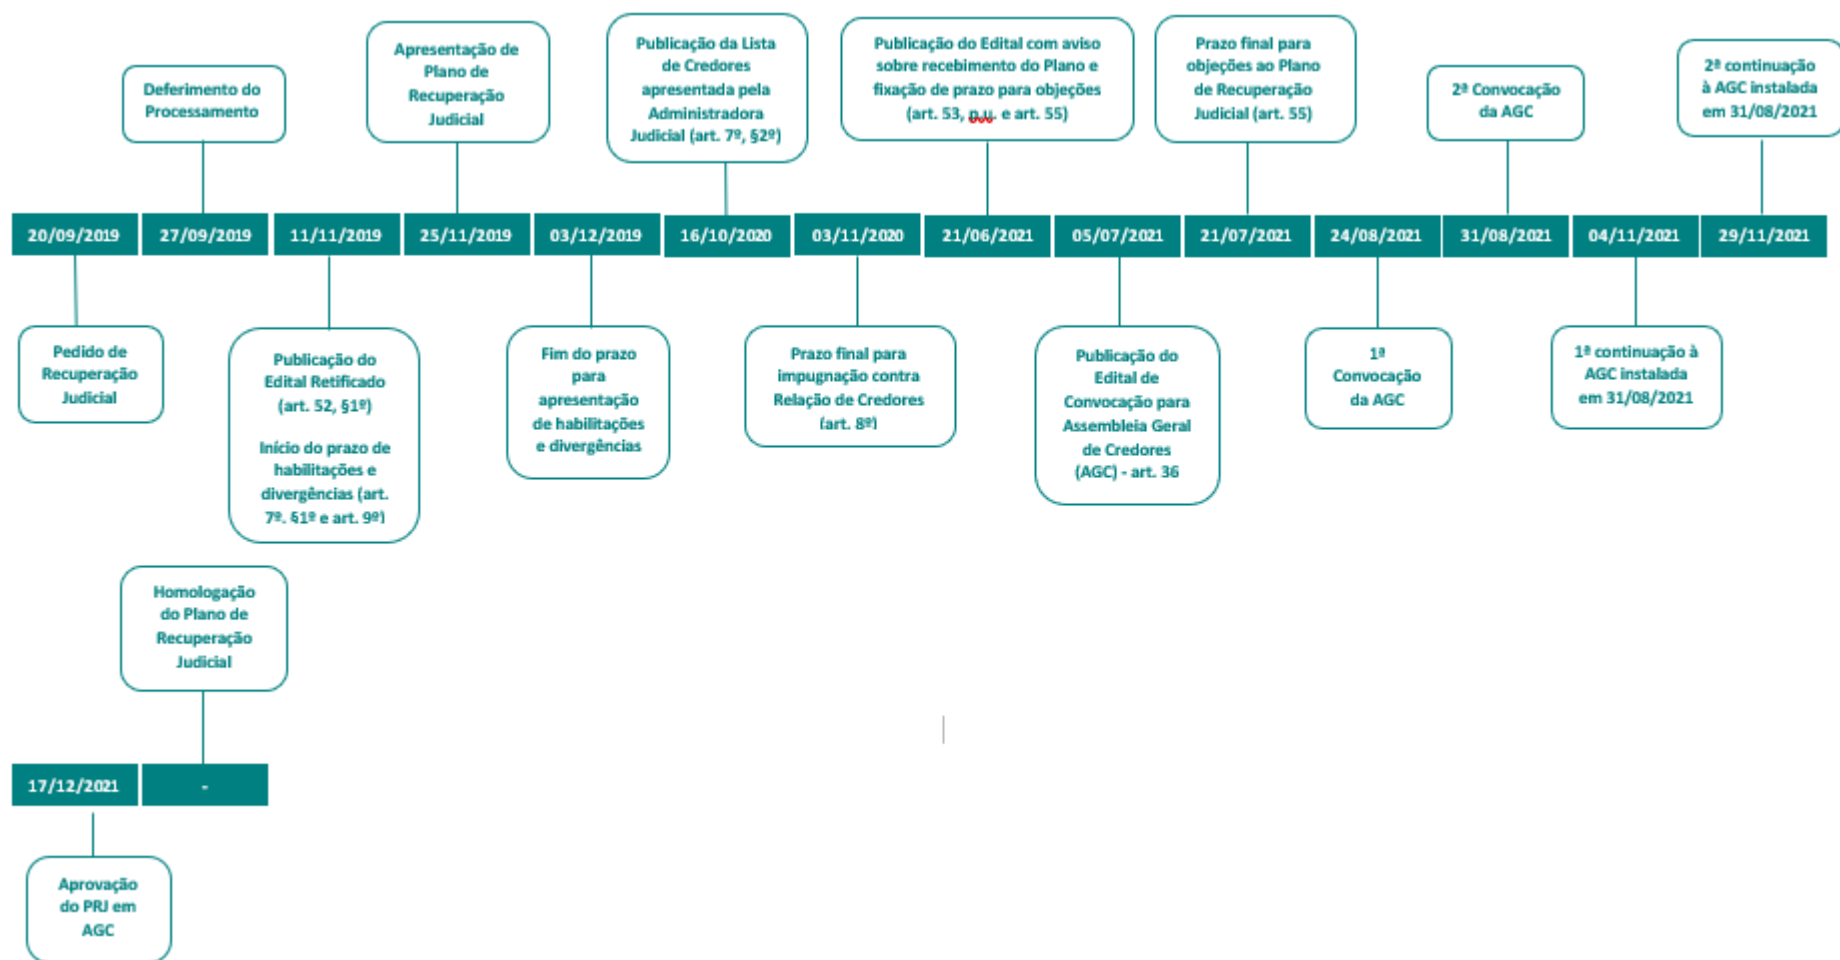 Deferimento do
Processamento
Apresentação de
Plano de
Recuperação
Judicial
Publicação da Lista
de Credores
apresentada pela
Administradora
Judicial (art. 7º, §2º)
Publicação do Edital com aviso
sobre recebimento do Plano e
fixação de prazo para objeções
(art. 53, p.u. e art. 55)
Prazo final para
objeções ao Plano
de Recuperação
Judicial (art. 55)
2ª Convocação
da AGC
2ª continuação
à AGC instalada
em 31/08/2021
20/09/2019
27/09/2019
11/11/2019
25/11/2019
03/12/2019
16/10/2020
03/11/2020
21/06/2021
05/07/2021
21/07/2021
24/08/2021
31/08/2021
04/11/2021
29/11/2021
Pedido de
Recuperação
Judicial
Publicação do
Edital Retificado
(art. 52, §1º)
Início do prazo de
habilitações e
divergências (art.
7º, §1º e art. 9º)
Fim do prazo
para
apresentação
de habilitações
e divergências
Prazo final para
impugnação contra
Relação de Credores
(art. 8º)
Publicação do
Edital de
Convocação para
Assembleia Geral
de Credores
(AGC) - art. 36
1ª
Convocação
da AGC
1ª continuação à
AGC instalada
em 31/08/2021
Homologação
do Plano de
Recuperação
Judicial
17/12/2021
-
Aprovação
do PRJ em
AGC